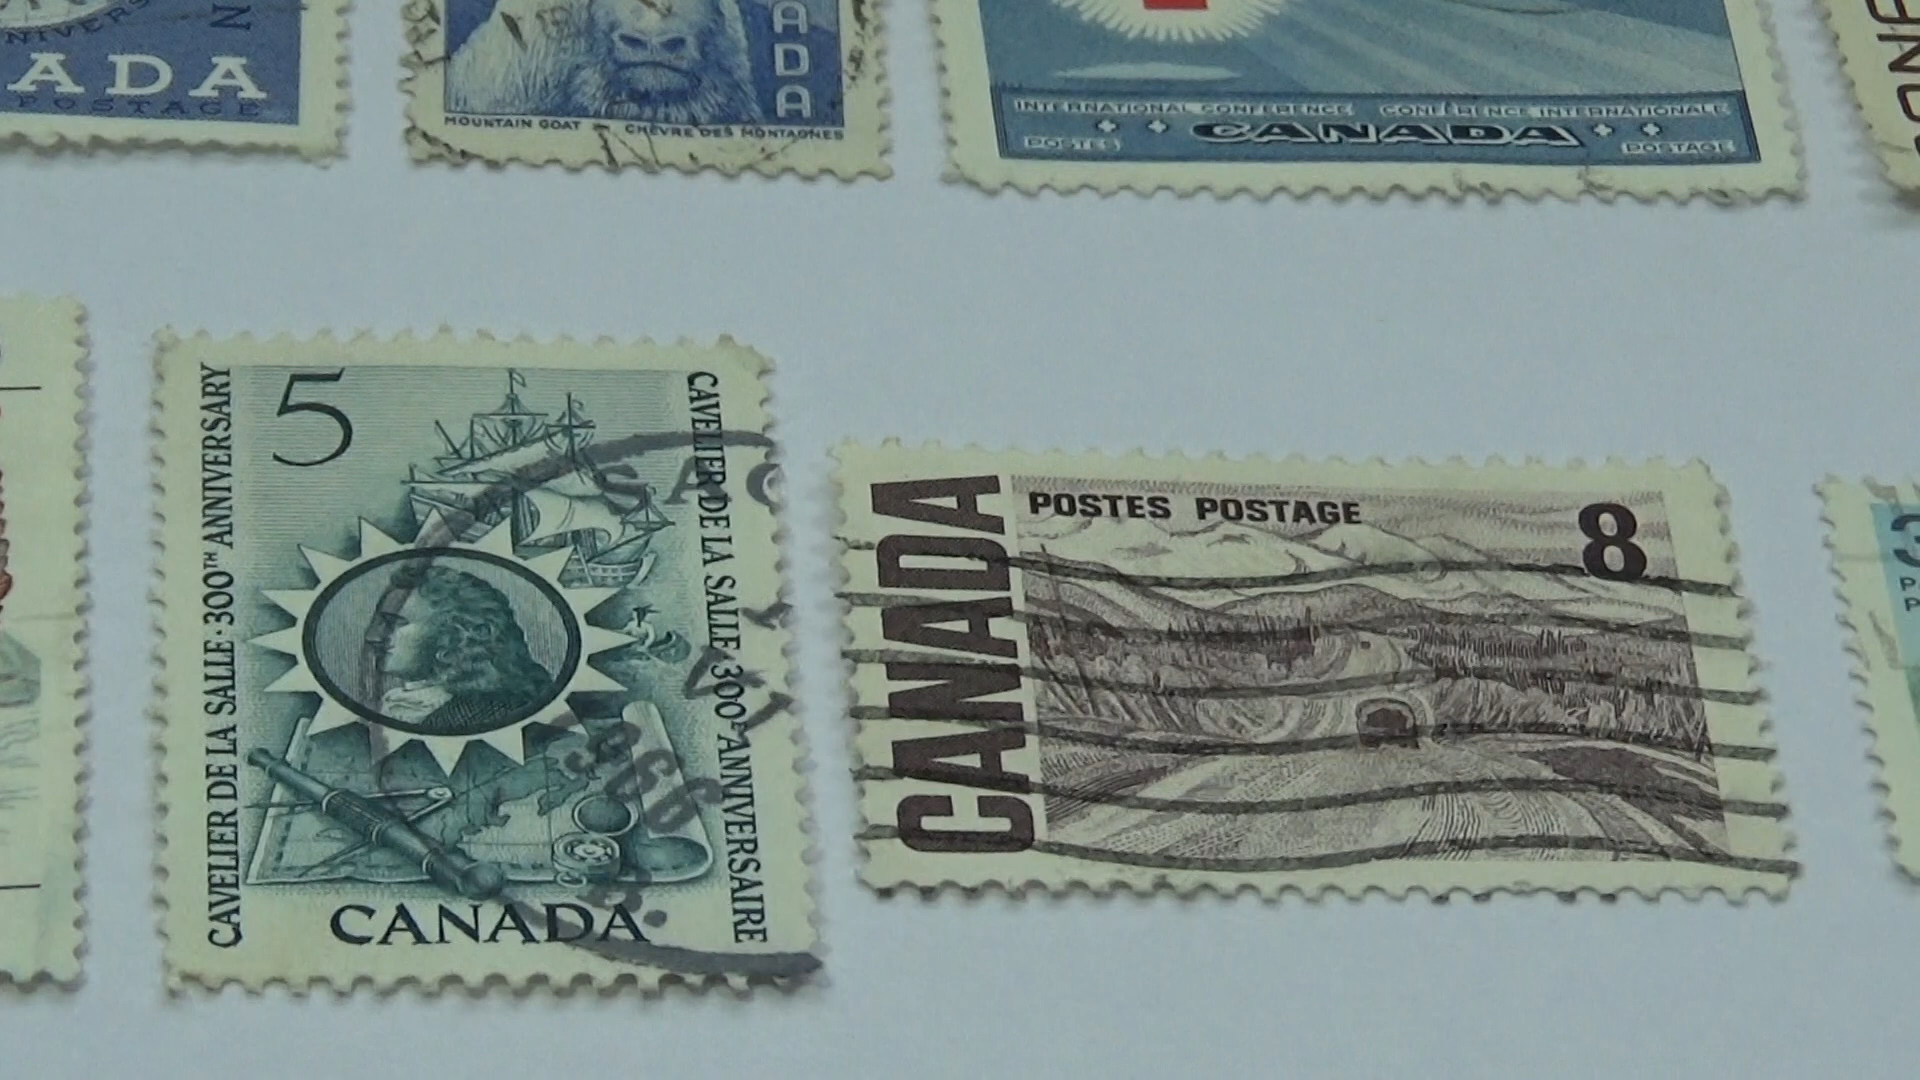 ADA
POSTAGE
ADA
MOUNTAIN GOAT CHÈVRE DES MONTAGNES
INTERNATIONAL CONFERENCE CONFÉRENCE INTERNATIONALE
CANADA
POSTES POSTAGE
5
CAVELIER DE LA SALLE·300TH ANNIVERSARY
CAVELIER DE LA SALLE·300E ANNIVERSAIRE
CANADA
CANADA
POSTES POSTAGE
8
3
P
P